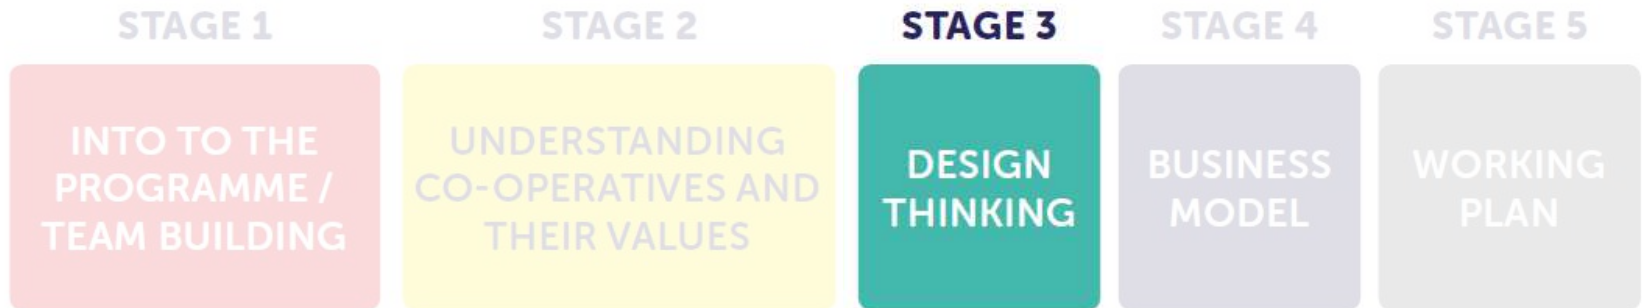 STAGE 1
INTO TO THE
PROGRAMME /
TEAM BUILDING
STAGE 2
UNDERSTANDING
CO-OPERATIVES AND
THEIR VALUES
STAGE 3
DESIGN
THINKING
STAGE 4
BUSINESS
MODEL
STAGE 5
WORKING
PLAN